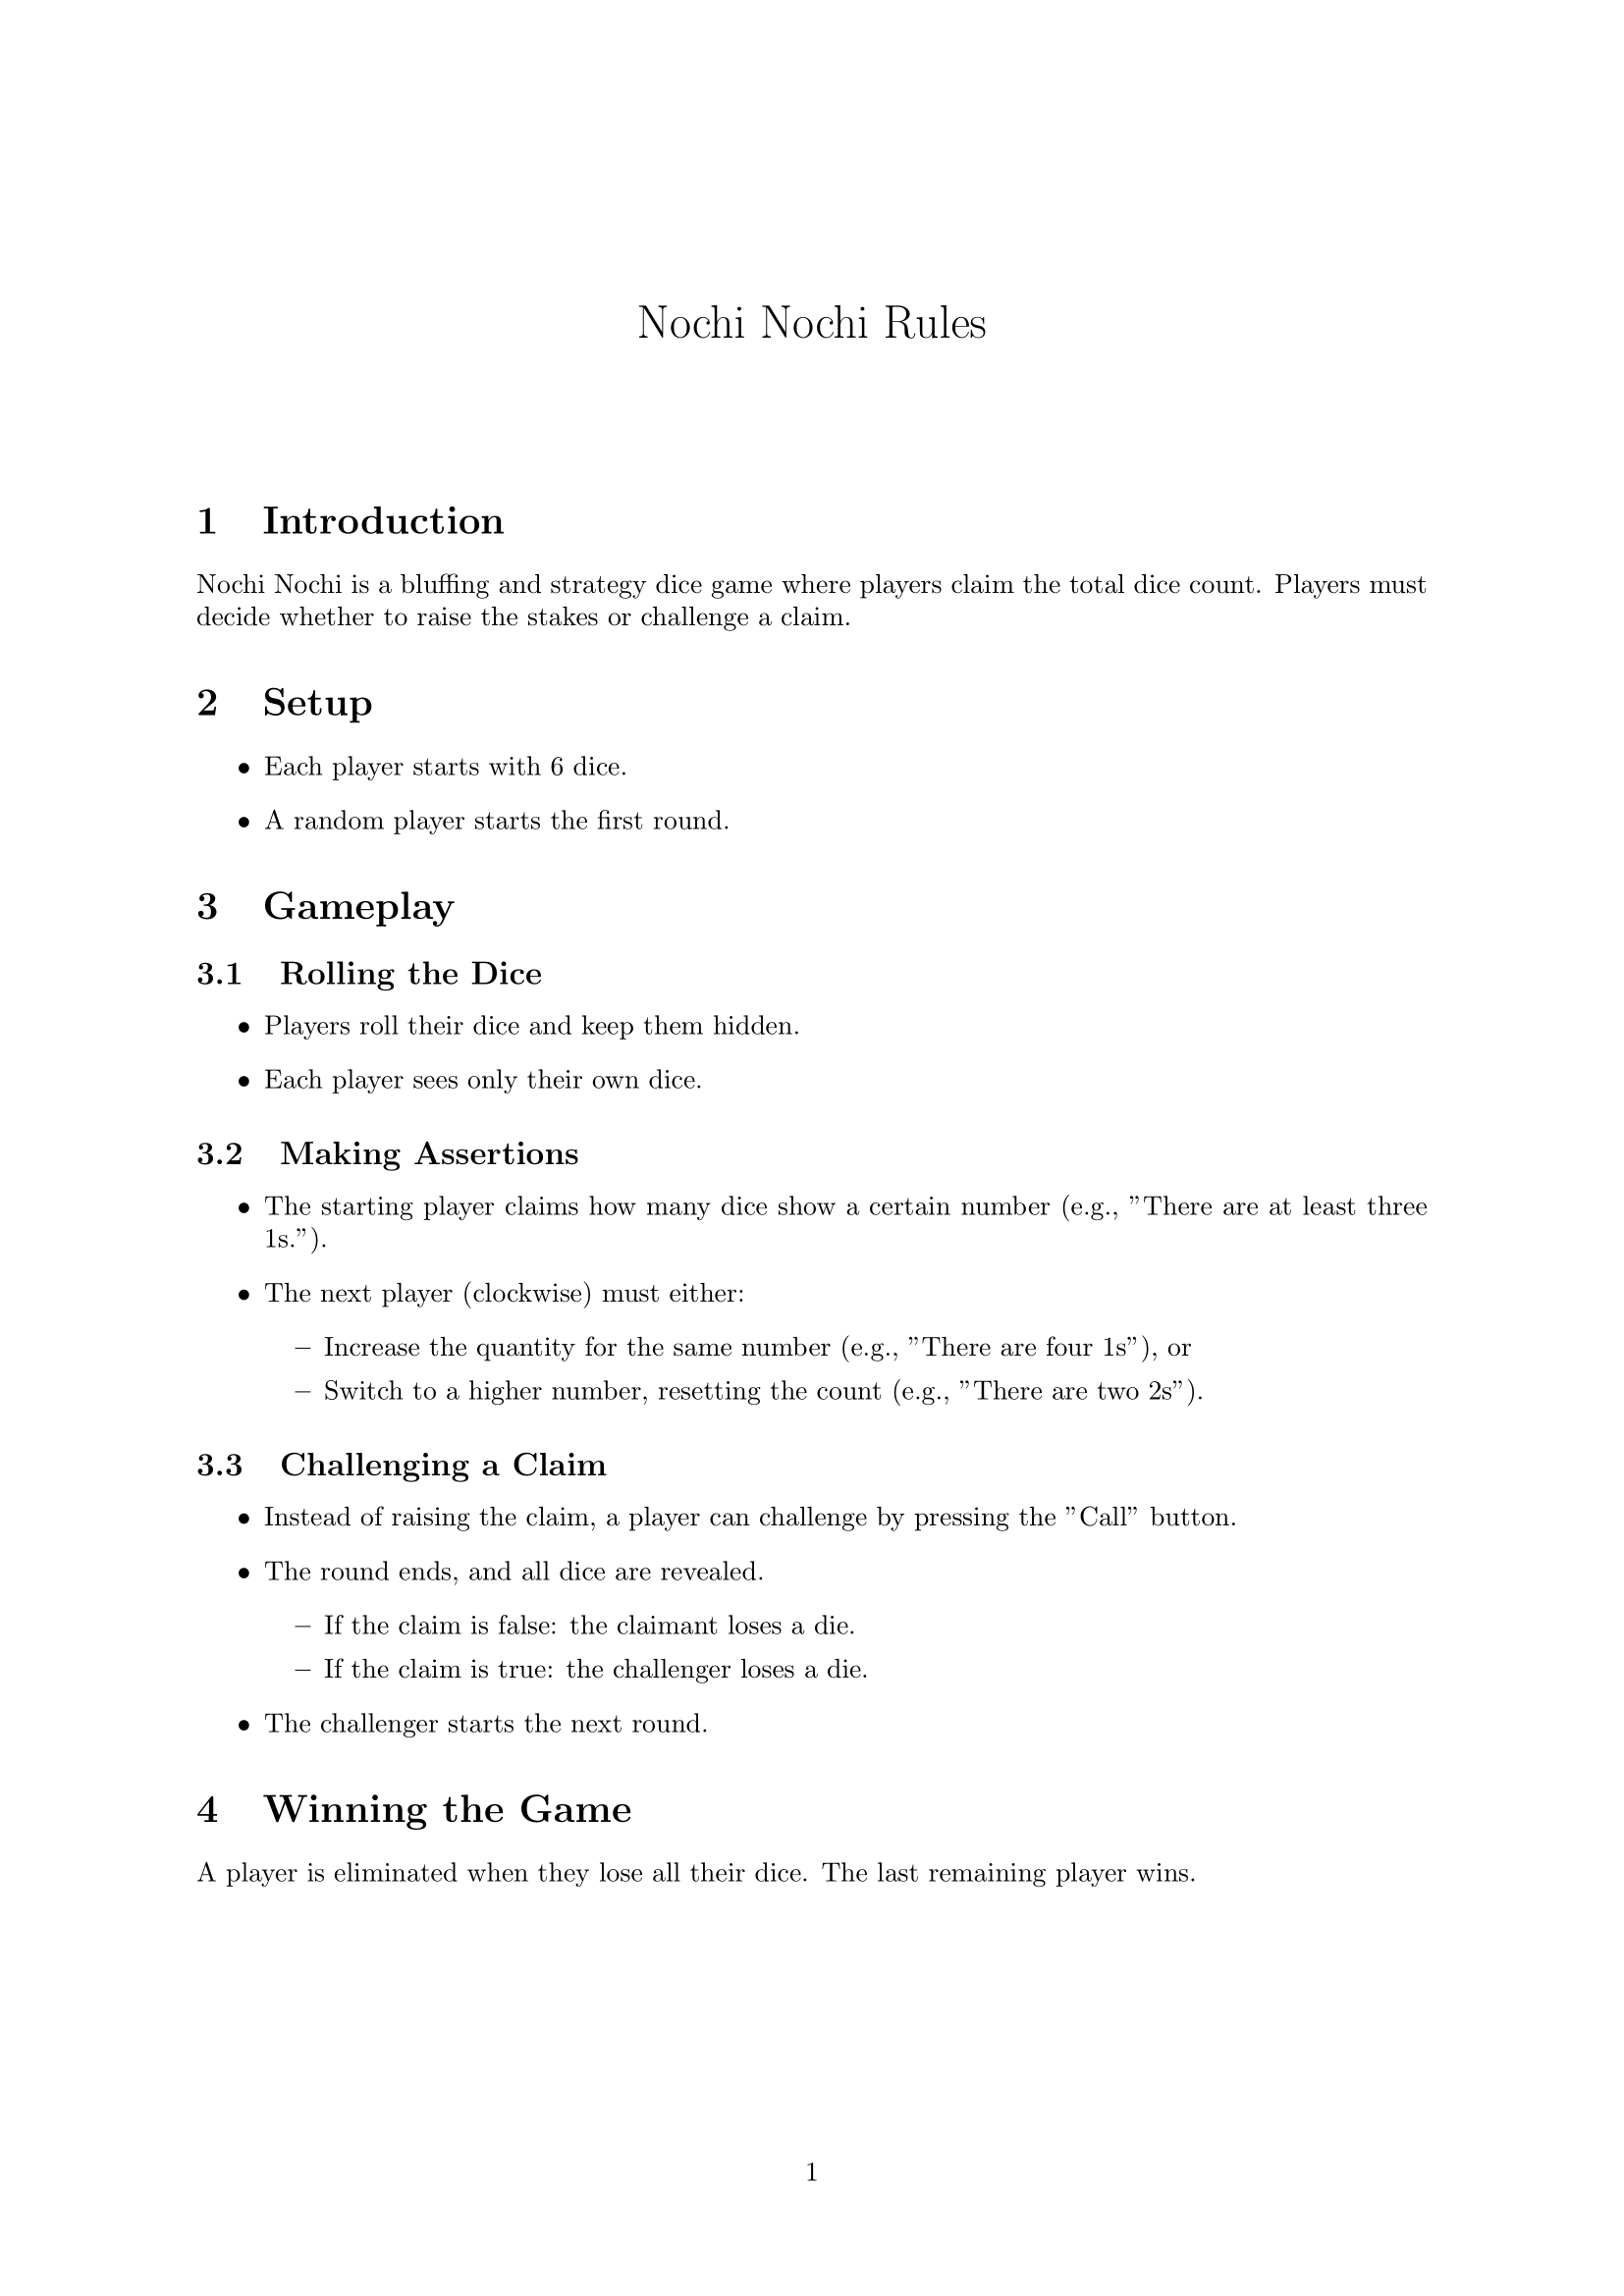 Nochi Nochi Rules
1 Introduction
Nochi Nochi is a bluffing and strategy dice game where players claim the total dice count. Players must
decide whether to raise the stakes or challenge a claim.
2 Setup
• Each player starts with 6 dice.
• A random player starts the first round.
3 Gameplay
3.1 Rolling the Dice
• Players roll their dice and keep them hidden.
• Each player sees only their own dice.
3.2 Making Assertions
• The starting player claims how many dice show a certain number (e.g., ”There are at least three
1s.”).
• The next player (clockwise) must either:
– Increase the quantity for the same number (e.g., ”There are four 1s”), or
– Switch to a higher number, resetting the count (e.g., ”There are two 2s”).
3.3 Challenging a Claim
• Instead of raising the claim, a player can challenge by pressing the ”Call” button.
• The round ends, and all dice are revealed.
– If the claim is false: the claimant loses a die.
– If the claim is true: the challenger loses a die.
• The challenger starts the next round.
4 Winning the Game
A player is eliminated when they lose all their dice. The last remaining player wins.
1